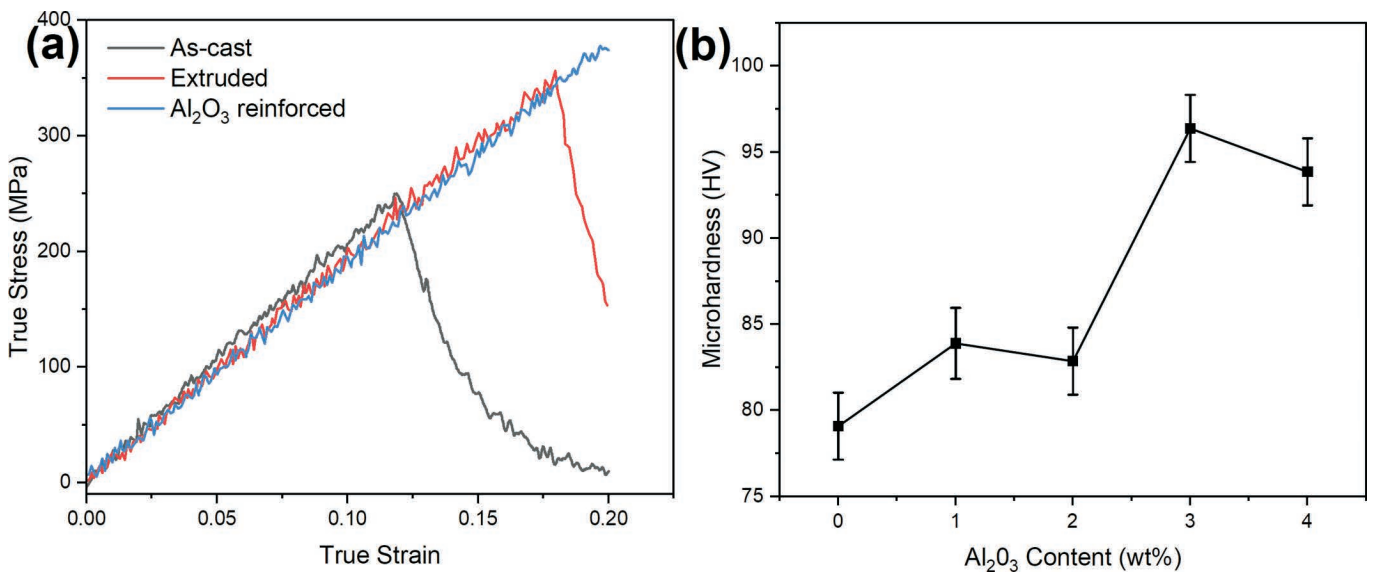 (a)
As-cast
Extruded
Al₂O₃ reinforced
True Stress (MPa)
400
300
200
100
0
0.00 0.05 0.10 0.15 0.20
True Strain
(b)
Microhardness (HV)
100
95
90
85
80
75
0 1 2 3 4
Al₂0₃ Content (wt%)